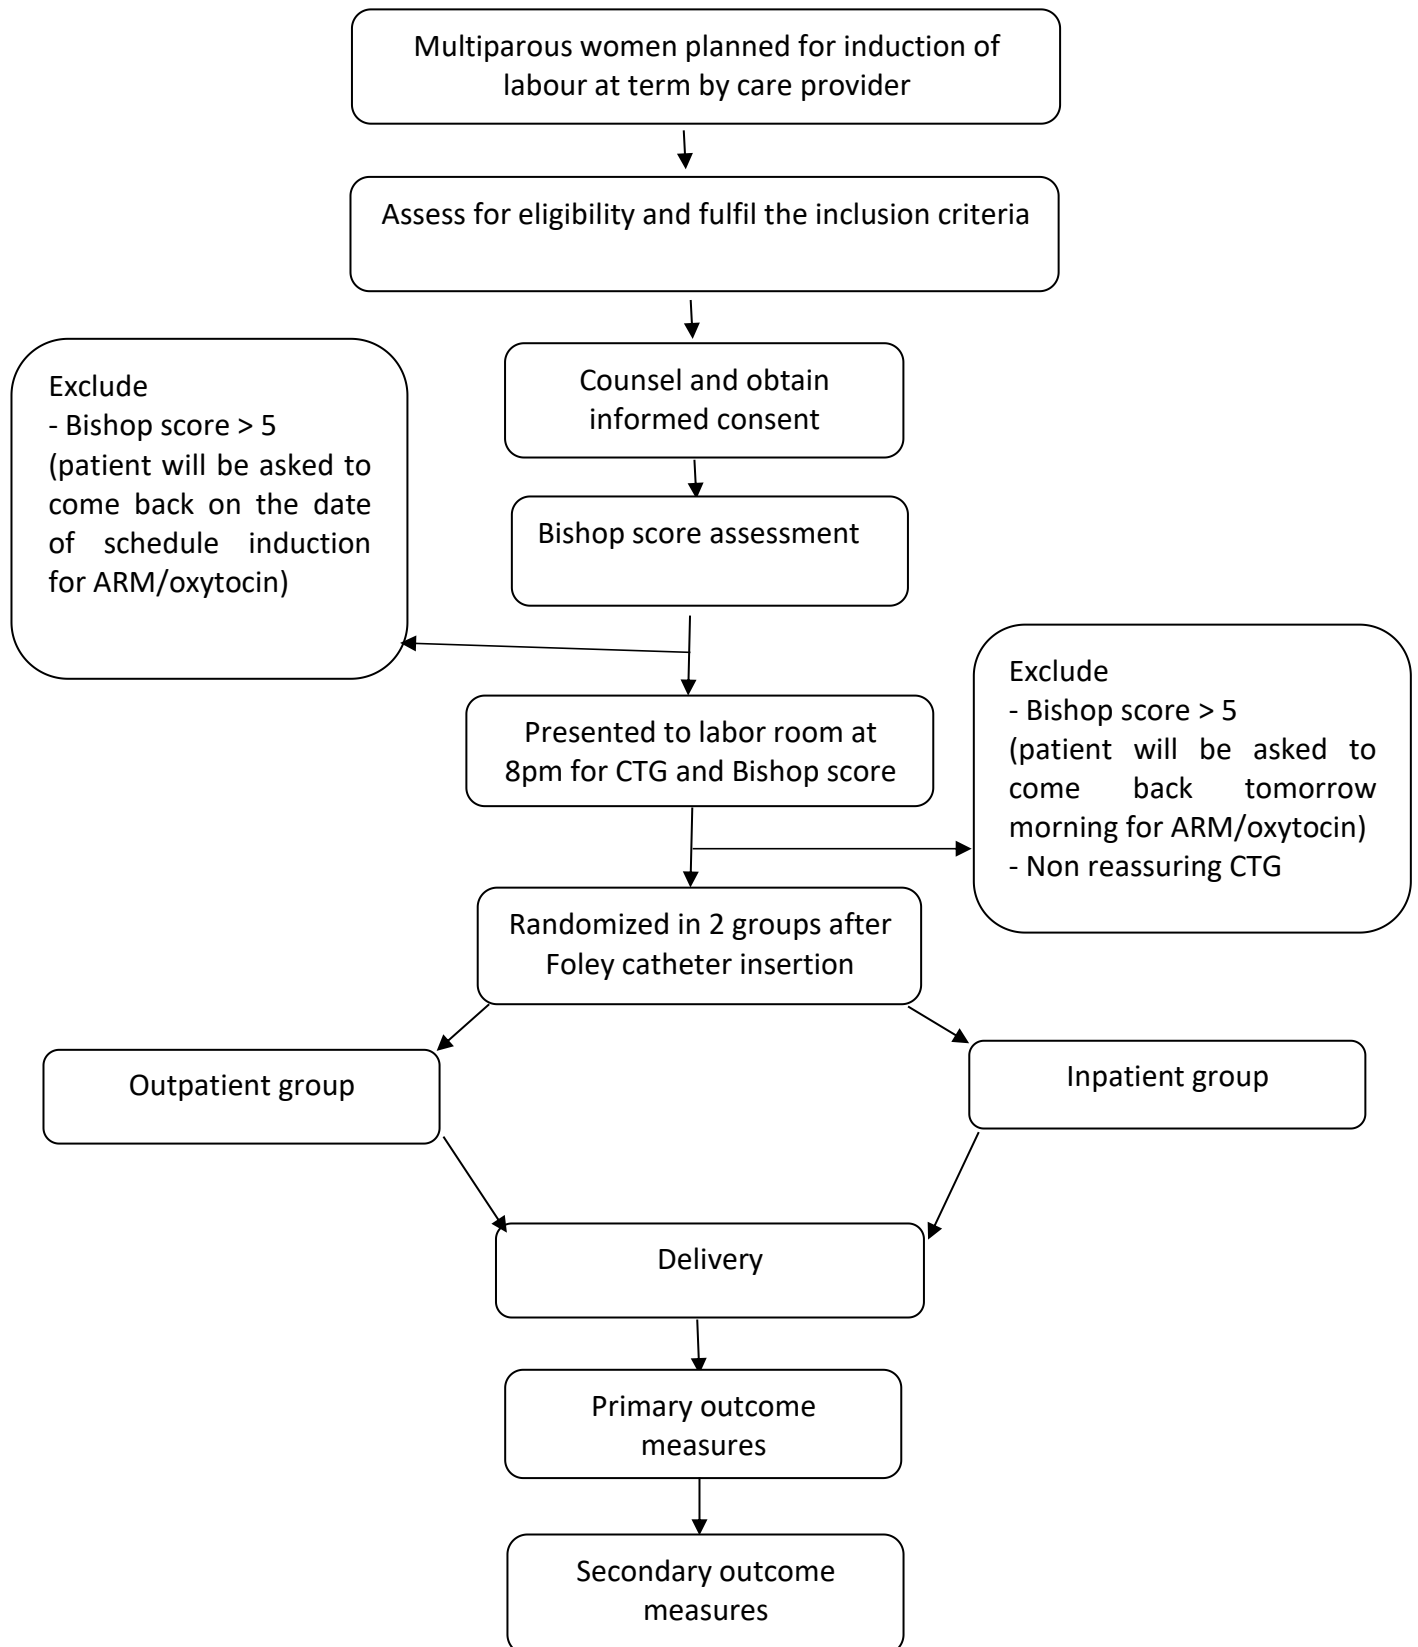 Multiparous women planned for induction of
labour at term by care provider
Assess for eligibility and fulfil the inclusion criteria
Counsel and obtain
informed consent
Exclude
- Bishop score > 5
(patient will be asked to
come back on the date
of schedule induction
for ARM/oxytocin)
Bishop score assessment
Presented to labor room at
8pm for CTG and Bishop score
Exclude
- Bishop score > 5
(patient will be asked to
come back tomorrow
morning for ARM/oxytocin)
- Non reassuring CTG
Randomized in 2 groups after
Foley catheter insertion
Outpatient group
Inpatient group
Delivery
Primary outcome
measures
Secondary outcome
measures